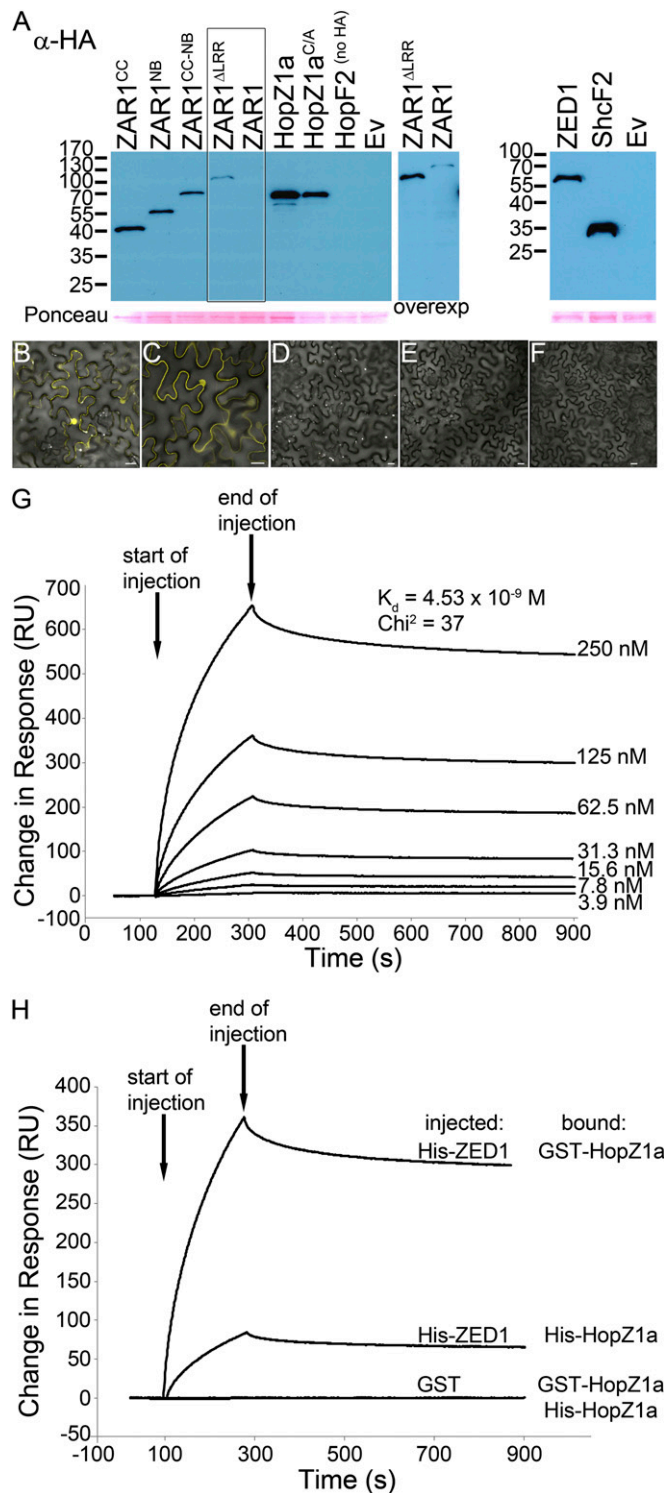 A
α-HA
ZAR1CC
ZAR1NB
ZAR1CC-NB
ZAR1ΔLRR
ZAR1
HopZ1a
HopZ1aC/A
HopF2(no HA)
Ev
ZAR1ΔLRR
ZAR1
ZED1
ShcF2
Ev
170
130
100
70
55
40
35
25
100
70
55
35
25
Ponceau
overexp
B
C
D
E
F
G
end of
injection
start of
injection
Kd = 4.53 x 10-9 M
Chi2 = 37
700
600
500
400
300
200
100
0
-100
250 nM
125 nM
62.5 nM
31.3 nM
15.6 nM
7.8 nM
3.9 nM
Change in Response (RU)
0 100 200 300 400 500 600 700 800 900
Time (s)
H
end of
injection
start of
injection
injected: bound:
His-ZED1 GST-HopZ1a
His-ZED1 His-HopZ1a
GST GST-HopZ1a
His-HopZ1a
400
350
300
250
200
150
100
50
0
-50
Change in Response (RU)
-100 100 300 500 700 900
Time (s)